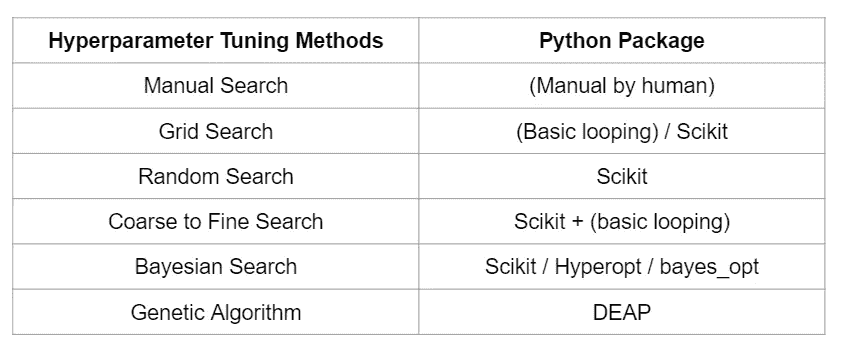 Hyperparameter Tuning Methods Python Package
Manual Search (Manual by human)
Grid Search (Basic looping) / Scikit
Random Search Scikit
Coarse to Fine Search Scikit + (basic looping)
Bayesian Search Scikit / Hyperopt / bayes_opt
Genetic Algorithm DEAP